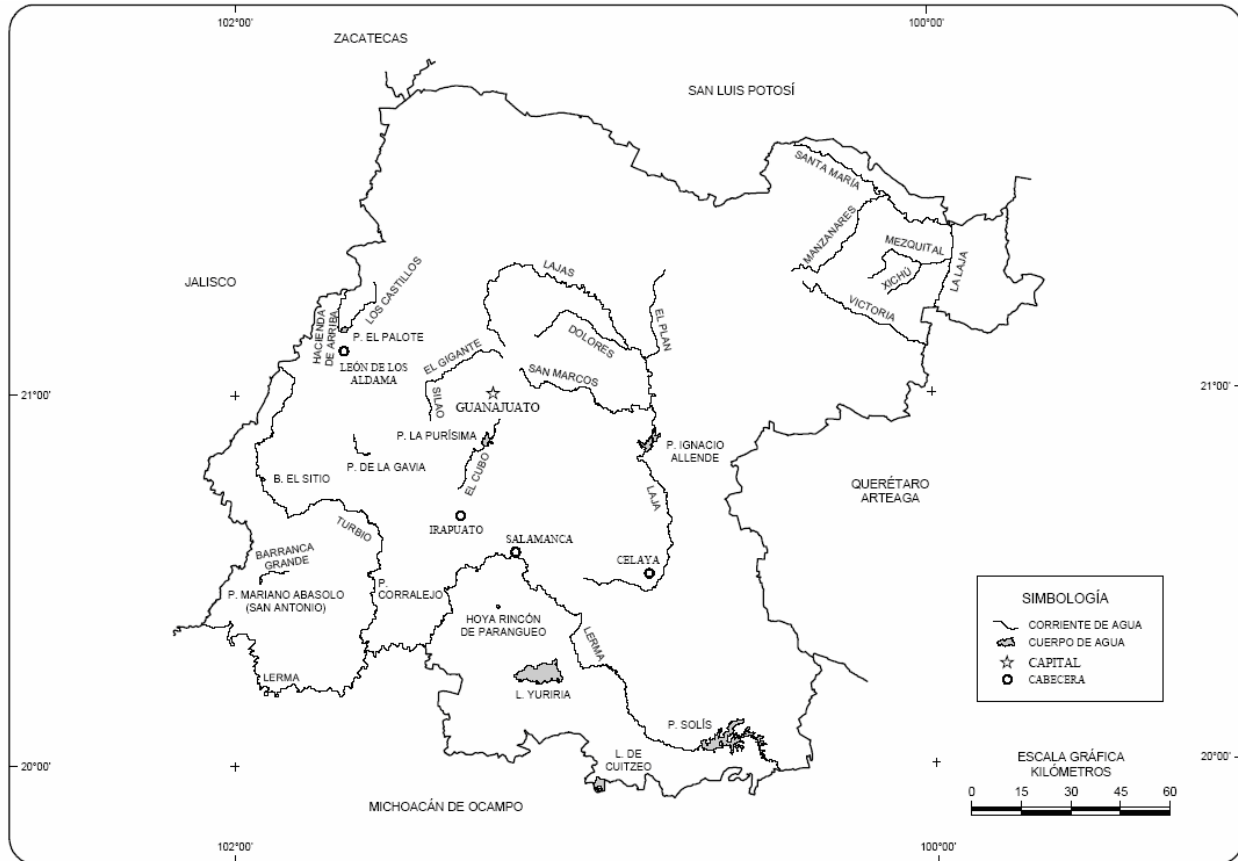 102°00'
100°00'
ZACATECAS
SAN LUIS POTOSÍ
SANTA MARÍA
MANZANARES
MEZQUITAL
XICHÚ
LA LAJA
VICTORIA
JALISCO
LOS CASTILLOS
HACIENDA
DE ARRIBA
P. EL PALOTE
LEÓN DE LOS
ALDAMA
LAJAS
EL PLAN
DOLORES
EL GIGANTE
SAN MARCOS
SILAO
21°00'
21°00'
GUANAJUATO
P. LA PURÍSIMA
P. IGNACIO
ALLENDE
P. DE LA GAVIA
EL CUBO
B. EL SITIO
LAJA
QUERÉTARO
ARTEAGA
TURBIO
IRAPUATO
SALAMANCA
BARRANCA
GRANDE
CELAYA
P. MARIANO ABASOLO
(SAN ANTONIO)
P.
CORRALEJO
HOYA RINCÓN
DE PARANGUEO
LERMA
LERMA
L. YURIRIA
P. SOLÍS
L. DE
CUITZEO
SIMBOLOGÍA
CORRIENTE DE AGUA
CUERPO DE AGUA
CAPITAL
CABECERA
20°00'
20°00'
MICHOACÁN DE OCAMPO
ESCALA GRÁFICA
KILÓMETROS
0 15 30 45 60
102°00'
100°00'